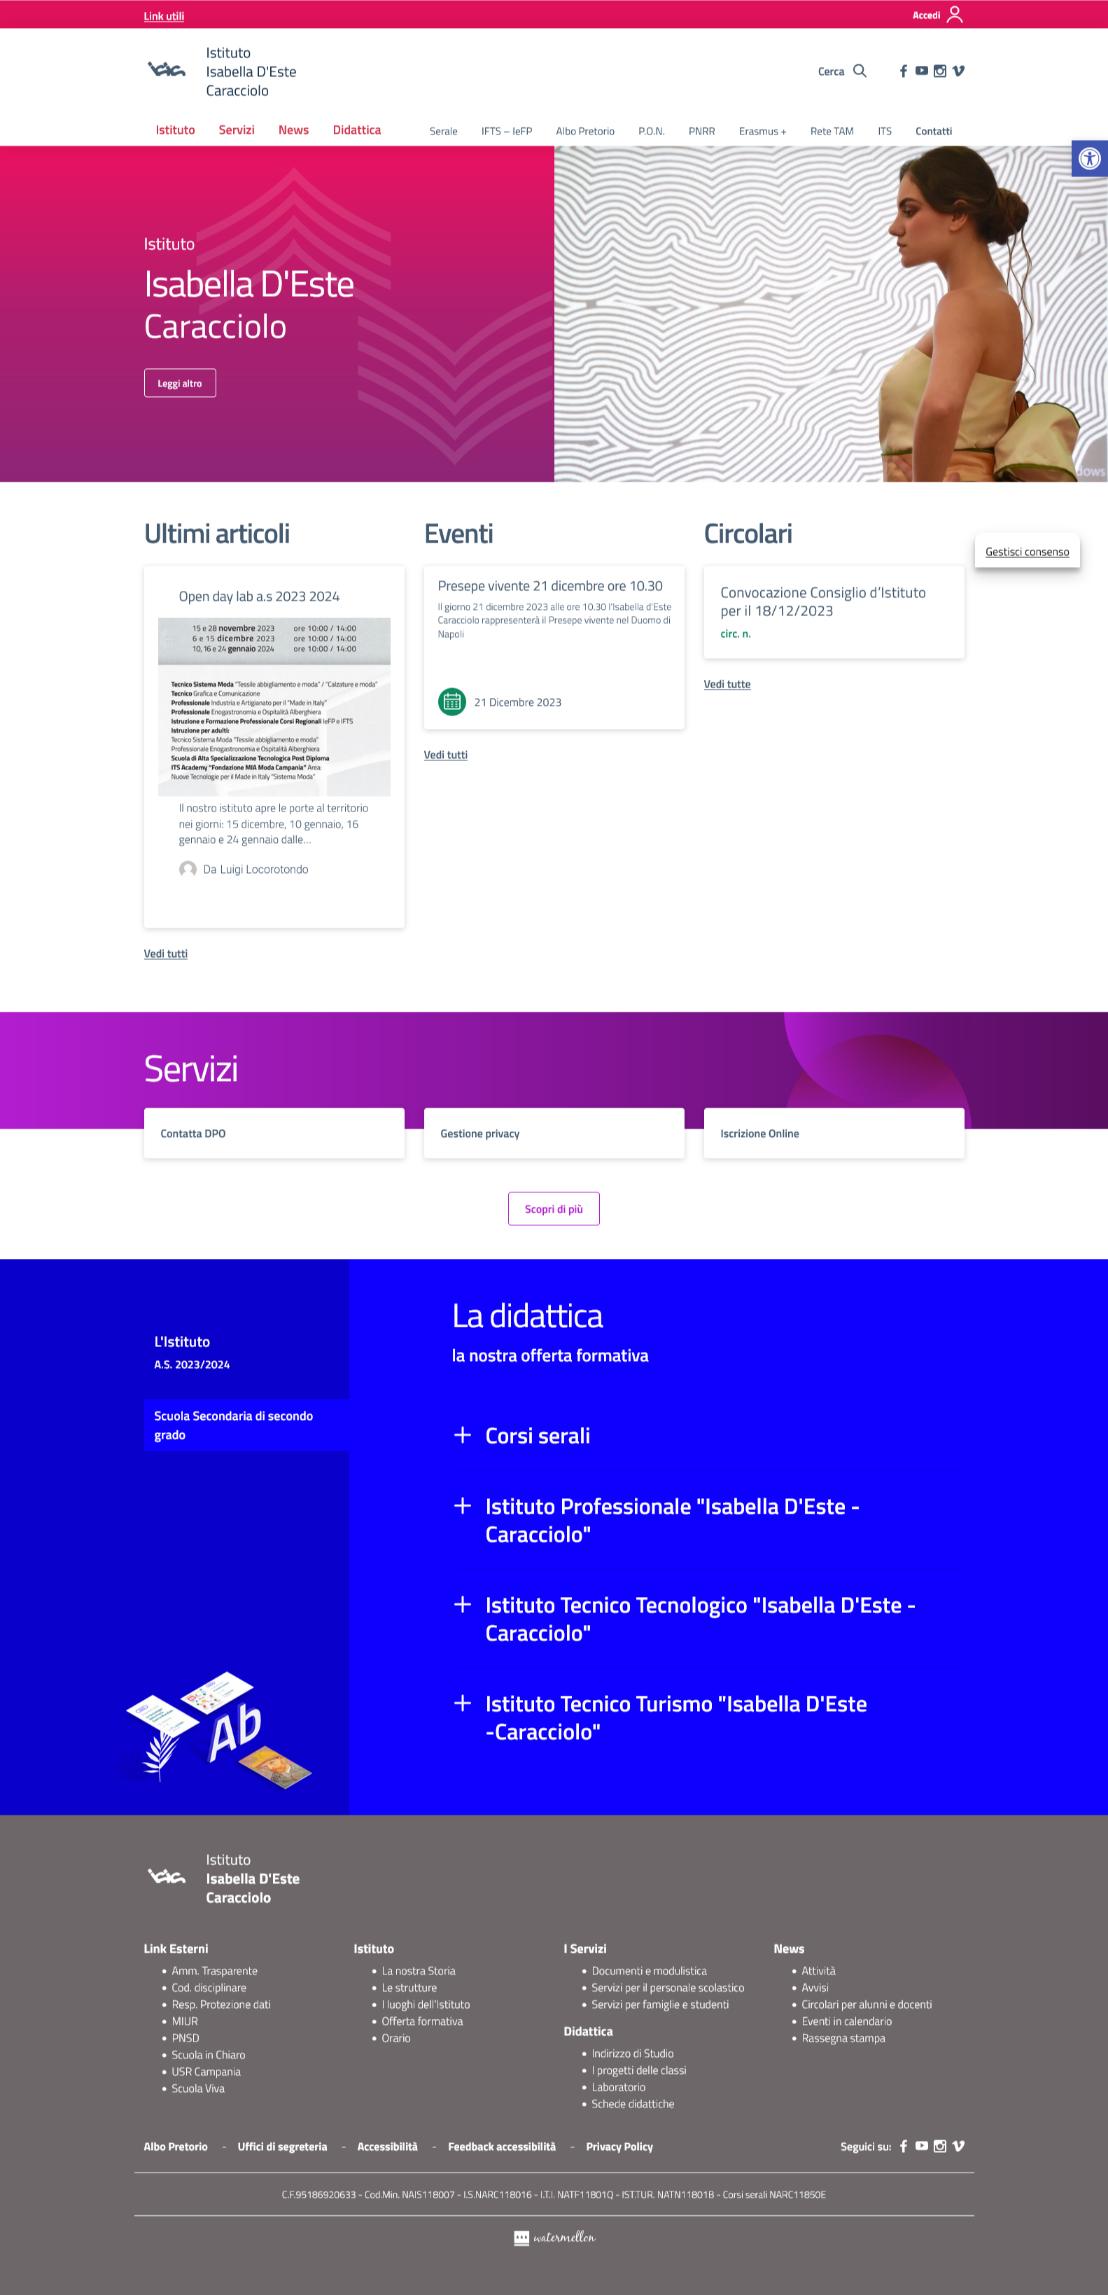 Link utili
Accedi
Istituto
Isabella D'Este
Caracciolo
Cerca
Istituto Servizi News Didattica Serale IFTS – IeFP Albo Pretorio P.O.N. PNRR Erasmus + Rete TAM ITS Contatti
Istituto
Isabella D'Este
Caracciolo
Leggi altro
dows
Ultimi articoli
Open day lab a.s 2023 2024
15 e 28 novembre 2023 ore 10:00 / 14:00
6 e 15 dicembre 2023 ore 10:00 / 14:00
10, 16 e 24 gennaio 2024 ore 10:00 / 14:00
Tecnico Sistema Moda "Tessile abbigliamento e moda" / "Calzature e moda"
Tecnico Grafica e Comunicazione
Professionale Industria e Artigianato per il "Made in Italy"
Professionale Enogastronomia e Ospitalità Alberghiera
Istruzione e Formazione Professionale Corsi Regionali IeFP e IFTS
Istruzione per adulti:
Tecnico Sistema Moda "Tessile abbigliamento e moda"
Professionale Enogastronomia e Ospitalità Alberghiera
Scuola di Alta Specializzazione Tecnologica Post Diploma
ITS Academy "Fondazione MIA Moda Campania" Area
Nuove Tecnologie per il Made in Italy "Sistema Moda"
Il nostro istituto apre le porte al territorio
nei giorni: 15 dicembre, 10 gennaio, 16
gennaio e 24 gennaio dalle...
Da Luigi Locorotondo
Vedi tutti
Eventi
Presepe vivente 21 dicembre ore 10.30
Il giorno 21 dicembre 2023 alle ore 10.30 l'Isabella d'Este
Caracciolo rappresenterà il Presepe vivente nel Duomo di
Napoli
21 Dicembre 2023
Vedi tutti
Circolari
Convocazione Consiglio d'Istituto
per il 18/12/2023
circ. n.
Vedi tutte
Gestisci consenso
Servizi
Contatta DPO
Gestione privacy
Iscrizione Online
Scopri di più
L'Istituto
A.S. 2023/2024
Scuola Secondaria di secondo
grado
Ab
La didattica
la nostra offerta formativa
Corsi serali
Istituto Professionale "Isabella D'Este -
Caracciolo"
Istituto Tecnico Tecnologico "Isabella D'Este -
Caracciolo"
Istituto Tecnico Turismo "Isabella D'Este
-Caracciolo"
Istituto
Isabella D'Este
Caracciolo
Link Esterni
Amm. Trasparente
Cod. disciplinare
Resp. Protezione dati
MIUR
PNSD
Scuola in Chiaro
USR Campania
Scuola Viva
Istituto
La nostra Storia
Le strutture
I luoghi dell'Istituto
Offerta formativa
Orario
I Servizi
Documenti e modulistica
Servizi per il personale scolastico
Servizi per famiglie e studenti
Didattica
Indirizzo di Studio
I progetti delle classi
Laboratorio
Schede didattiche
News
Attività
Avvisi
Circolari per alunni e docenti
Eventi in calendario
Rassegna stampa
Albo Pretorio - Uffici di segreteria - Accessibilità - Feedback accessibilità - Privacy Policy
Seguici su:
C.F.95186920633 - Cod.Min. NAIS118007 - I.S.NARC118016 - I.T.I. NATF11801Q - IST.TUR. NATN11801B - Corsi serali NARC11850E
watermellon